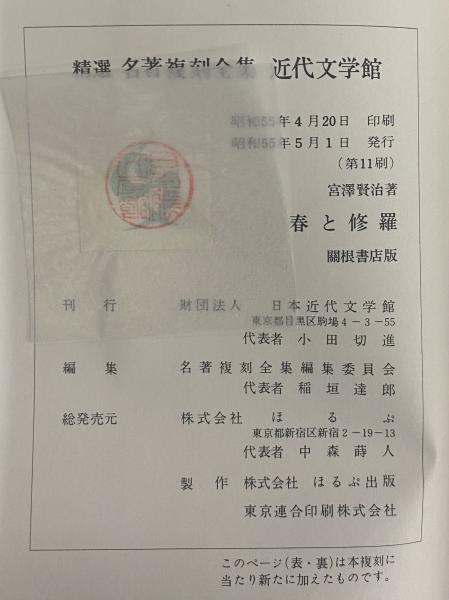 精選 名著複刻全集 近代文学館
昭和55年4月20日 印刷
昭和55年5月1日 発行
(第11刷)
宮澤賢治著
春と修羅
關根書店版
刊行 財団法人 日本近代文学館
東京都目黒区駒場4-3-55
代表者 小田切進
編集 名著複刻全集編集委員会
代表者 稲垣達郎
総発売元 株式会社 ほるぷ
東京都新宿区新宿2-19-13
代表者 中森蒔人
製作 株式会社 ほるぷ出版
東京連合印刷株式会社
このページ(表・裏)は本複刻に
当たり新たに加えたものです。